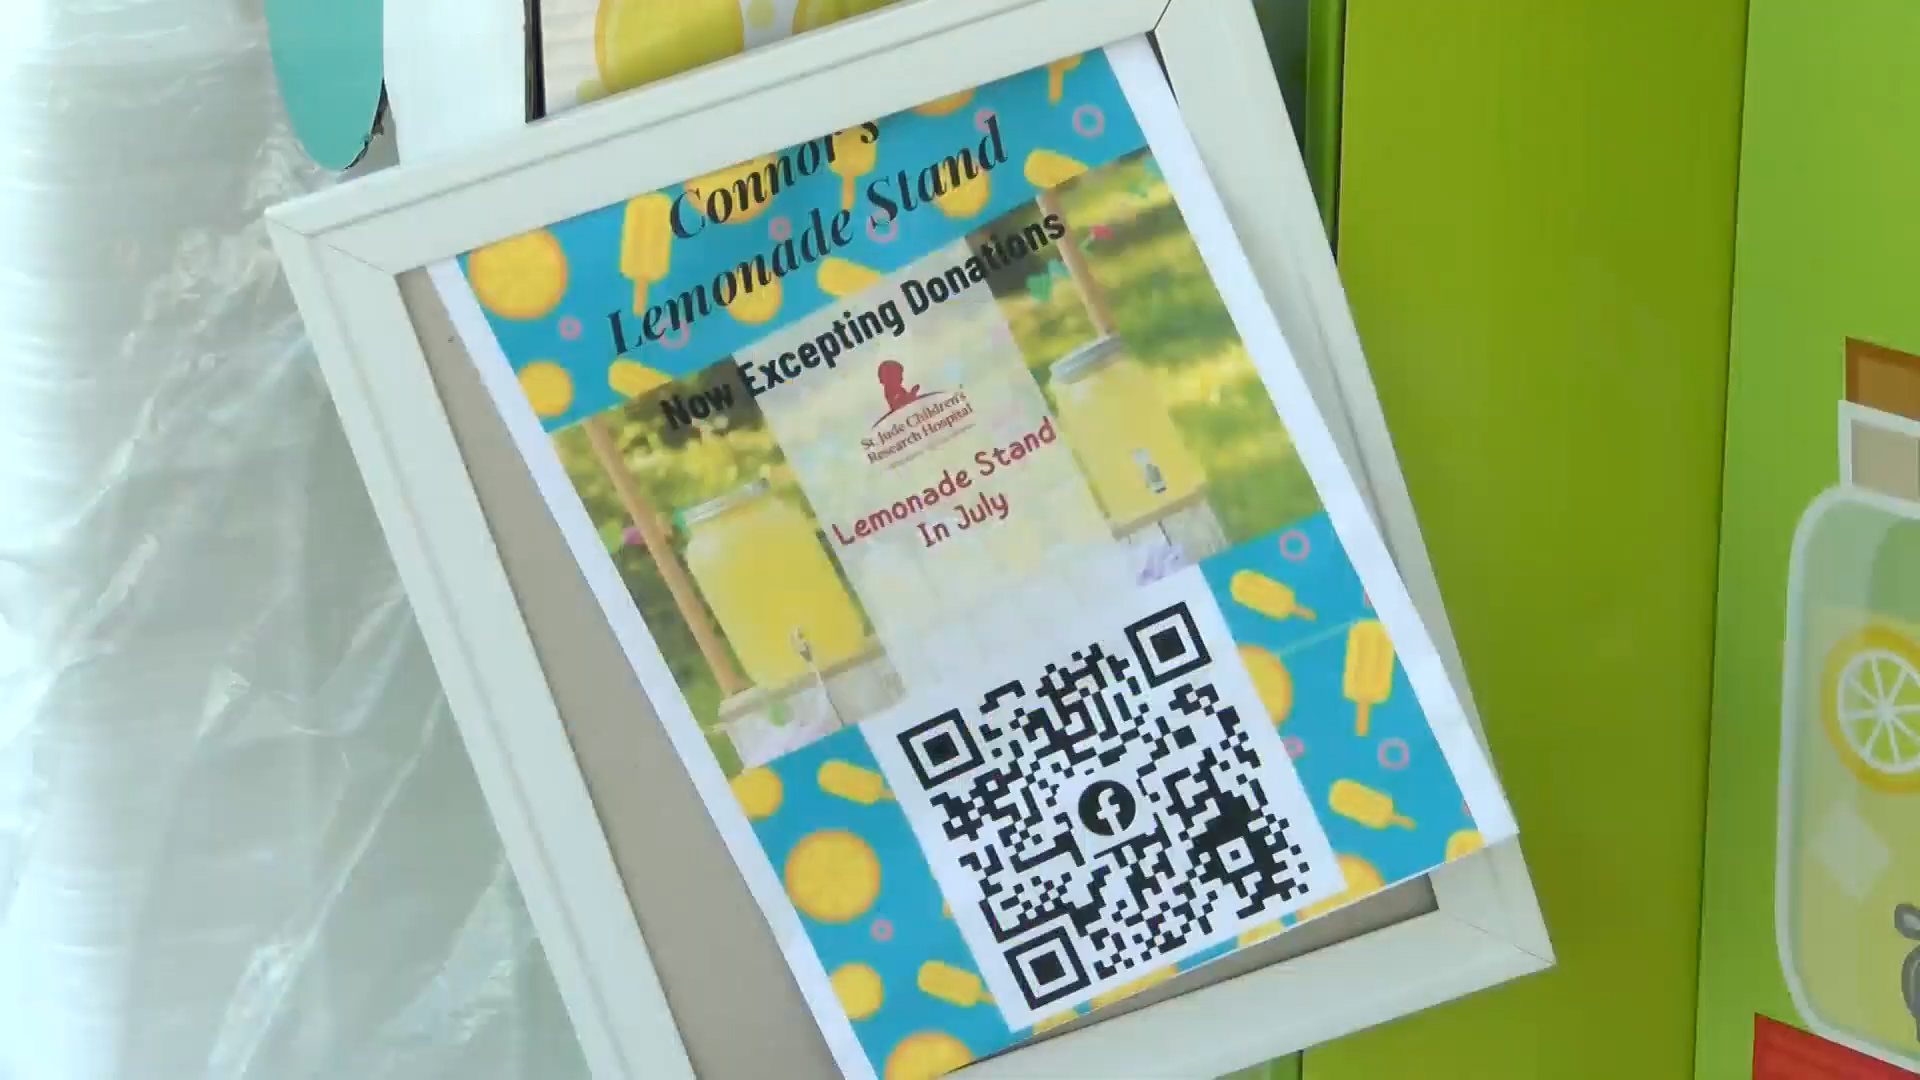 Connor's
Lemonade Stand
Now Excepting Donations
St. Jude Children's
Research Hospital
Lemonade Stand
In July